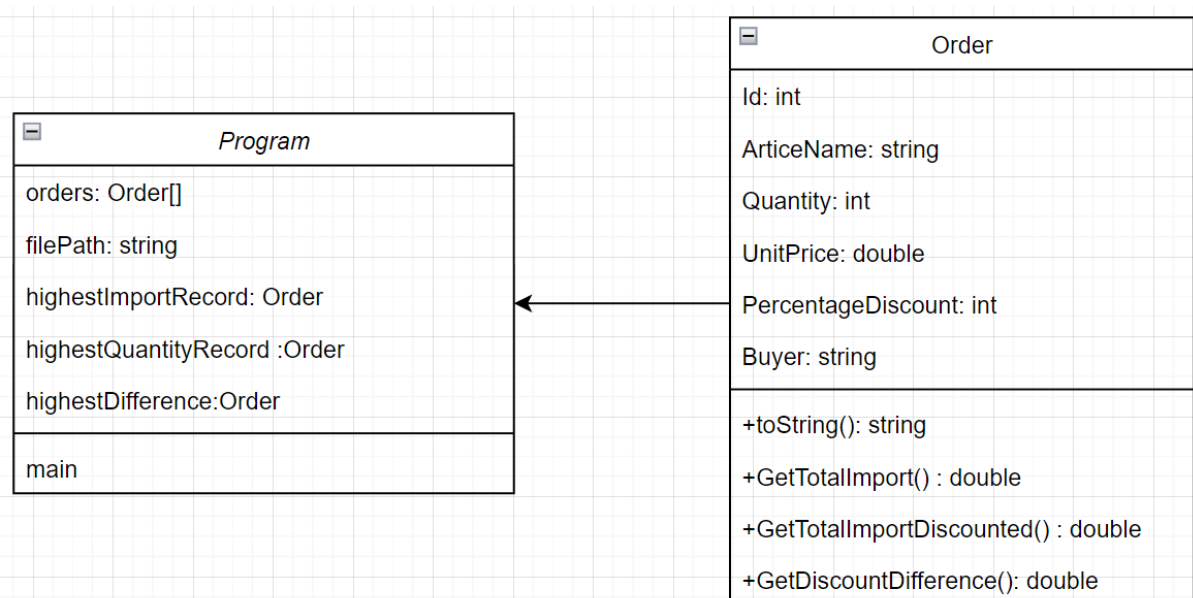 Program
orders: Order[]
filePath: string
highestImportRecord: Order
highestQuantityRecord :Order
highestDifference:Order
main
Order
Id: int
ArticeName: string
Quantity: int
UnitPrice: double
PercentageDiscount: int
Buyer: string
+toString(): string
+GetTotalImport() : double
+GetTotalImportDiscounted() : double
+GetDiscountDifference(): double